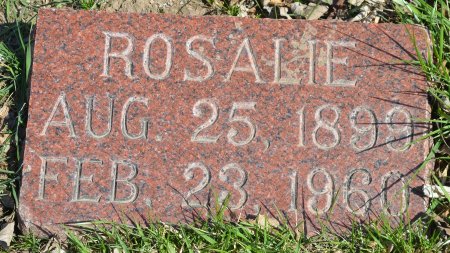 ROSALIE
AUG. 25, 1899
FEB. 23, 1960